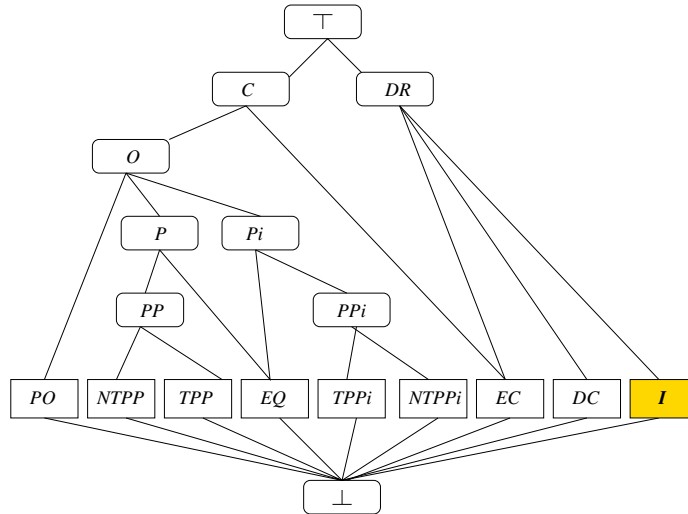 ⊤
C DR
O
P Pi
PP PPi
PO NTPP TPP EQ TPPi NTPPi EC DC I
⊥